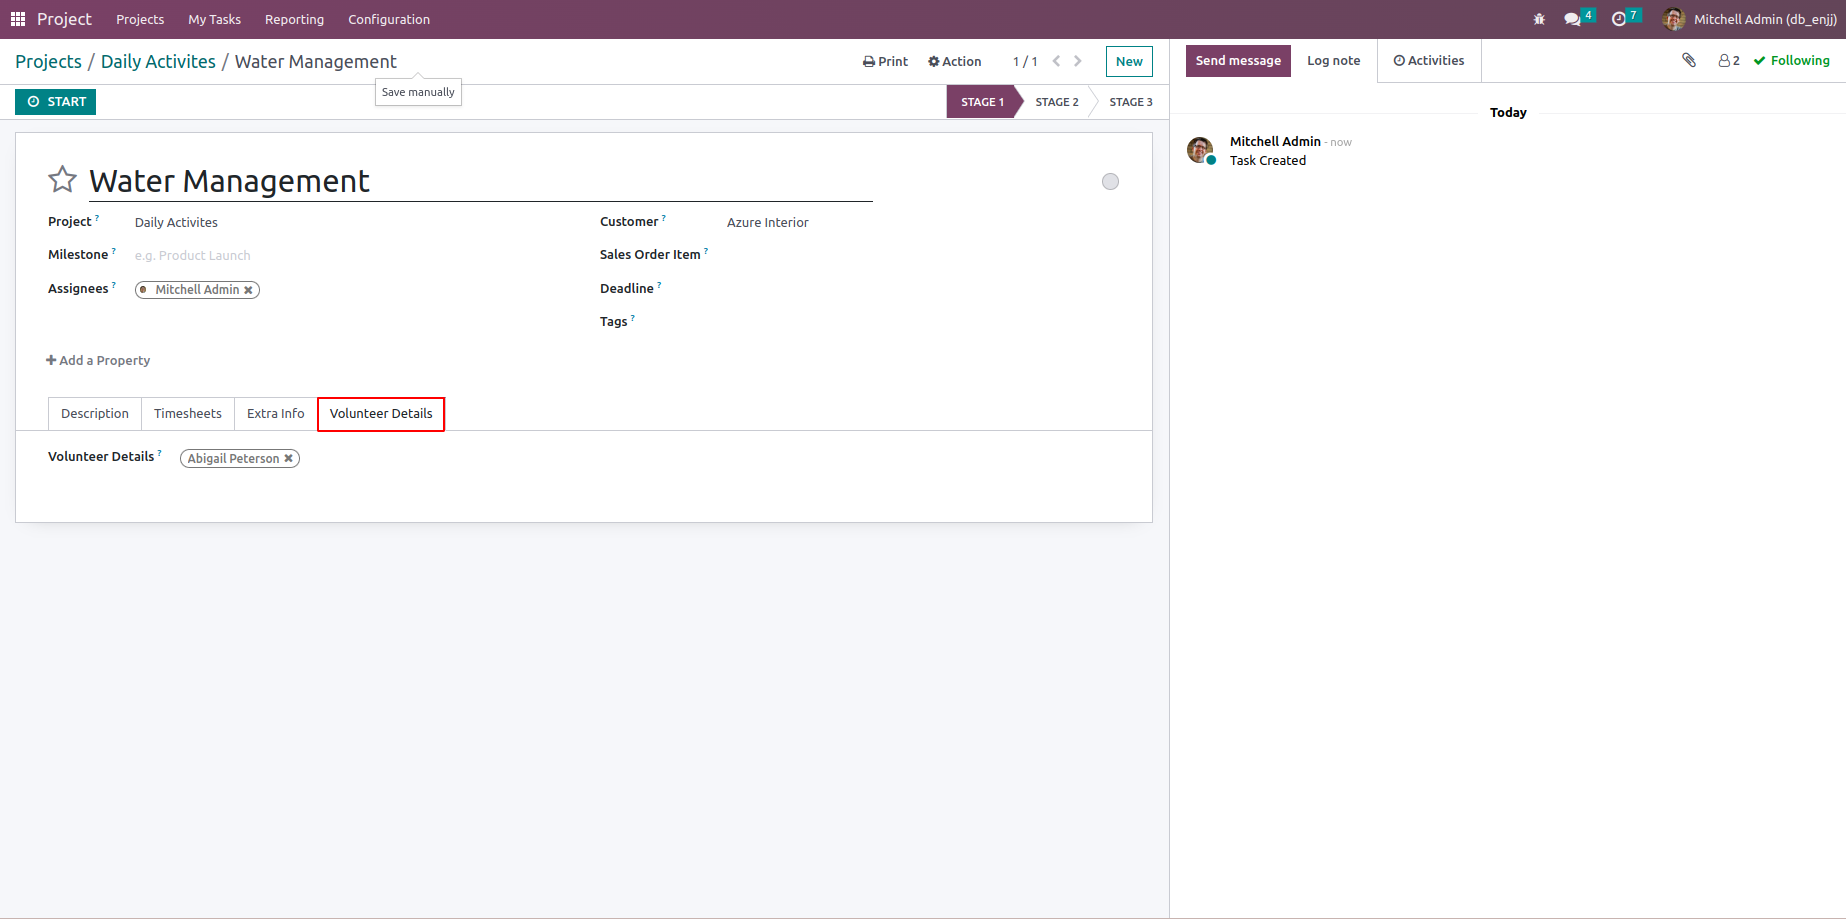 Project Projects My Tasks Reporting Configuration 4 7 Mitchell Admin (db_enjj)
Projects / Daily Activites / Water Management Print Action 1 / 1 New
Save manually
START STAGE 1 STAGE 2 STAGE 3
Water Management
Project ? Daily Activites Customer ? Azure Interior
Milestone ? e.g. Product Launch Sales Order Item ?
Assignees ? Mitchell Admin Deadline ?
Tags ?
Add a Property
Description Timesheets Extra Info Volunteer Details
Volunteer Details ? Abigail Peterson
Send message Log note Activities 2 Following
Today
Mitchell Admin - now
Task Created